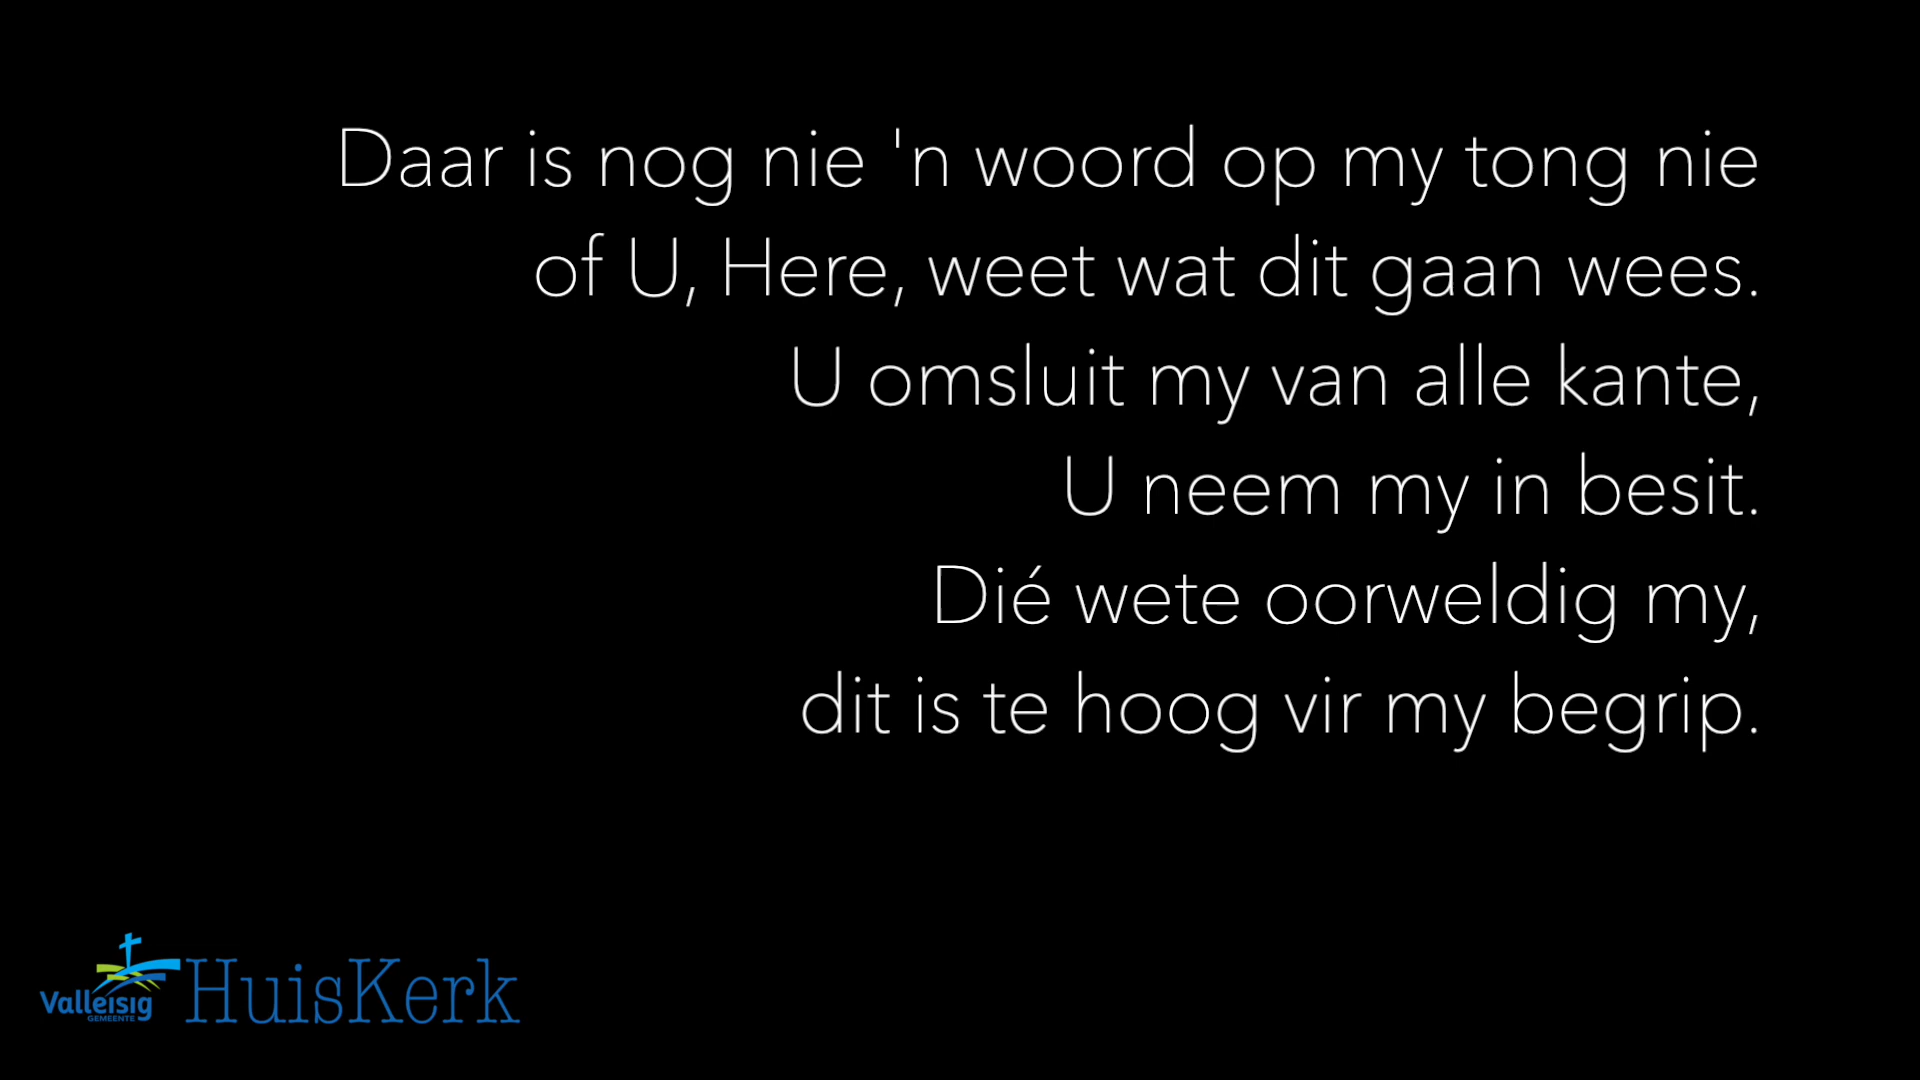 Daar is nog nie 'n woord op my tong nie
of U, Here, weet wat dit gaan wees.
U omsluit my van alle kante,
U neem my in besit.
Dié wete oorweldig my,
dit is te hoog vir my begrip.
Valleisig
GEMEENTE
HuisKerk